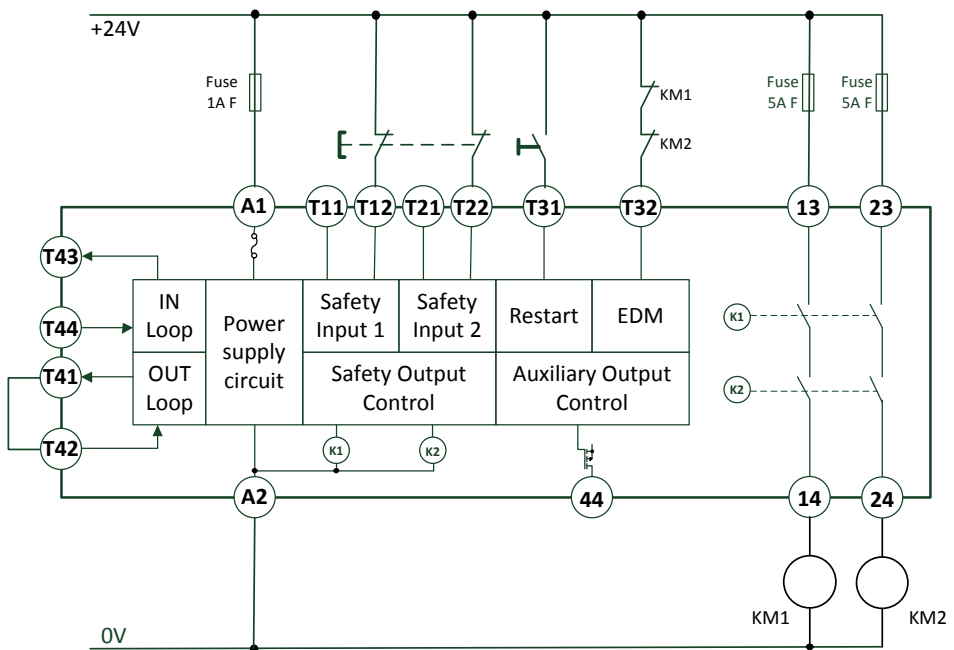 +24V
Fuse
1A F
KM1
KM2
Fuse
5A F
Fuse
5A F
A1
T11
T12
T21
T22
T31
T32
13
23
T43
T44
T41
T42
IN
Loop
Power
supply
circuit
Safety
Input 1
Safety
Input 2
Restart
EDM
OUT
Loop
Safety Output
Control
Auxiliary Output
Control
K1
K2
K1
K2
A2
44
14
24
KM1
KM2
0V